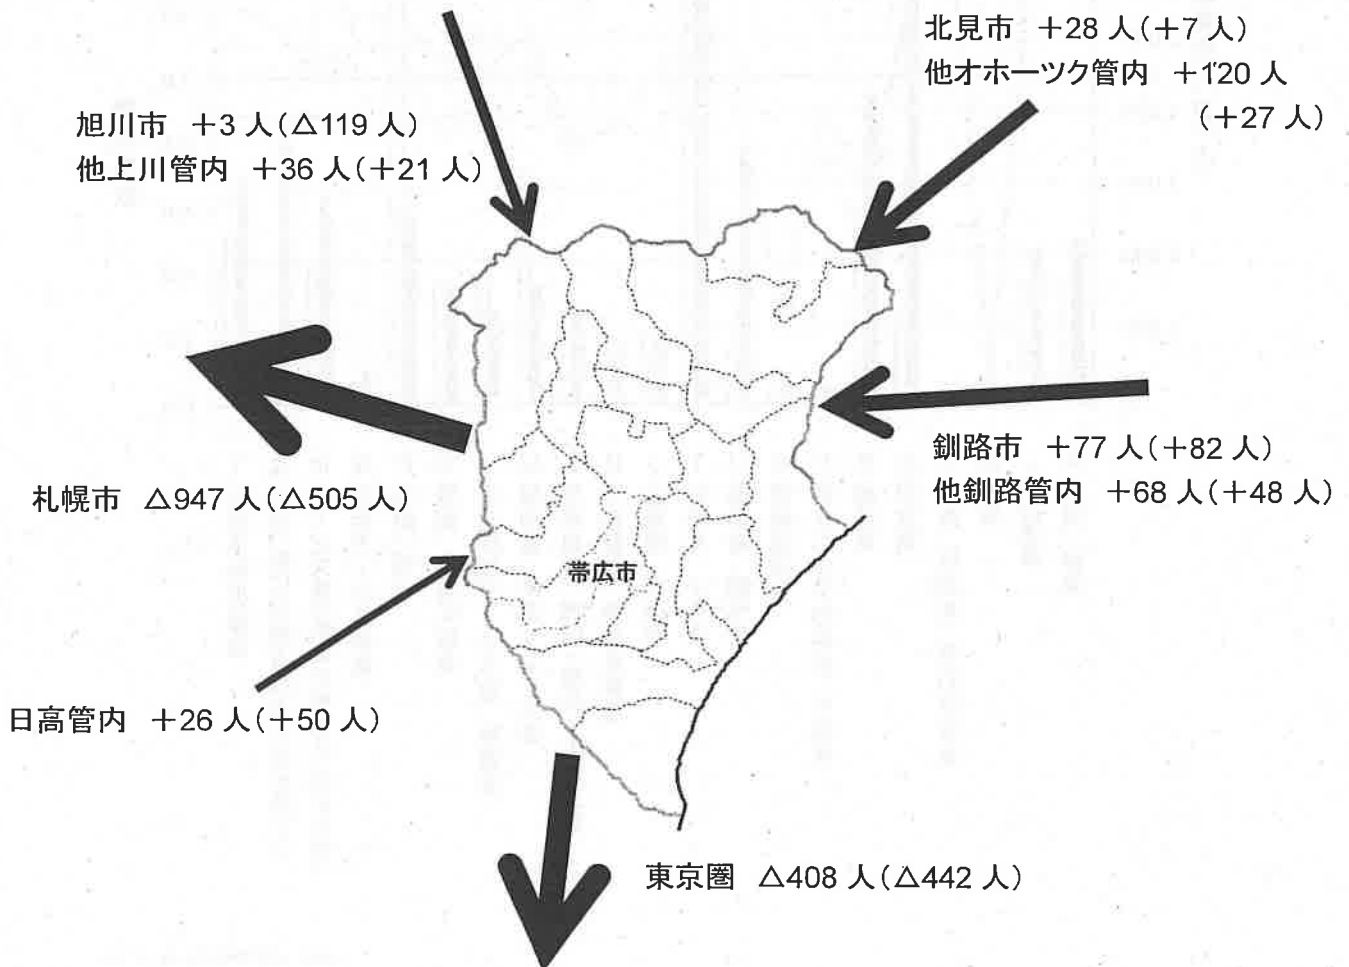 北見市 +28 人(+7 人)
他オホーツク管内 +120 人
(+27 人)
旭川市 +3 人(△119 人)
他上川管内 +36 人(+21 人)
釧路市 +77 人(+82 人)
他釧路管内 +68 人(+48 人)
札幌市 △947 人(△505 人)
帯広市
日高管内 +26 人(+50 人)
東京圏 △408 人(△442 人)